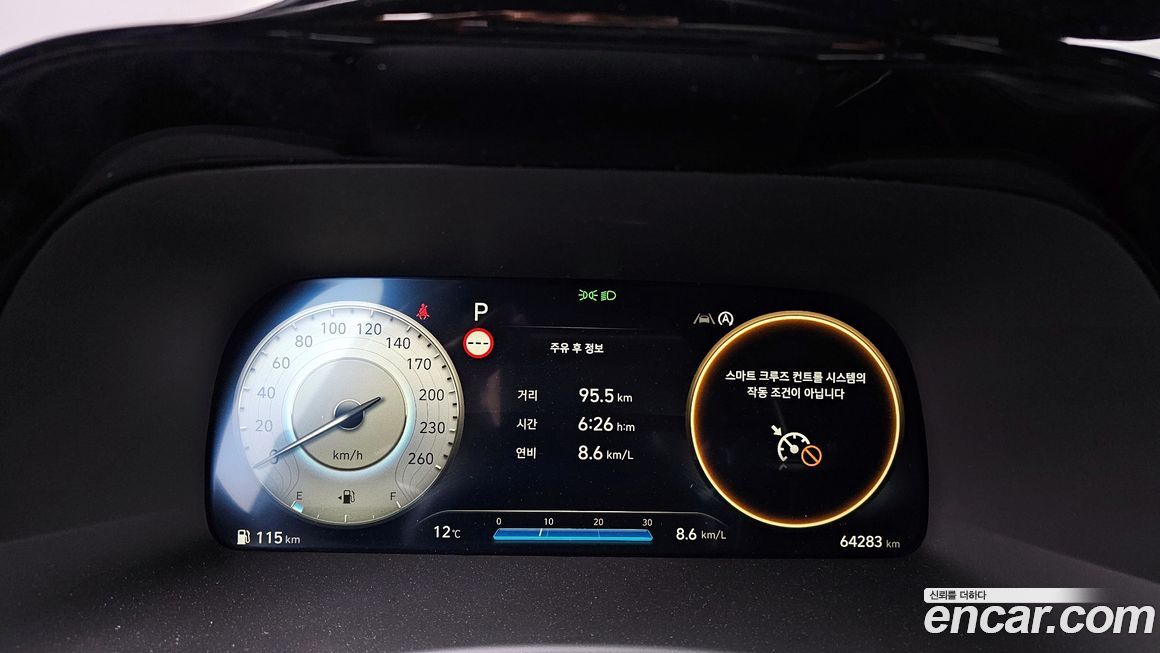 P
주유 후 정보
거리 95.5 km
시간 6:26 h:m
연비 8.6 km/L
0 20 40 60 80 100 120 140 170 200 230 260
km/h
E F
115 km
12℃
0 10 20 30
8.6 km/L
A
스마트 크루즈 컨트롤 시스템의
작동 조건이 아닙니다
64283 km
신뢰를 더하다
encar.com